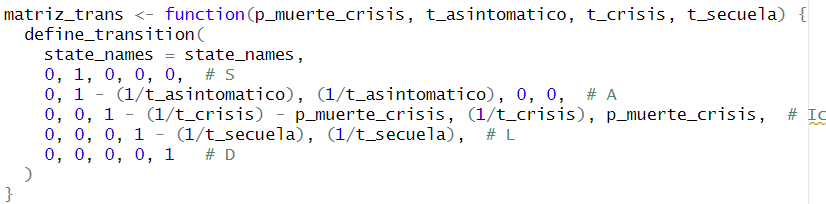 matriz_trans <- function(p_muerte_crisis, t_asintomatico, t_crisis, t_secuela) {
  define_transition(
    state_names = state_names,
    0, 1, 0, 0, 0,  # S
    0, 1 - (1/t_asintomatico), (1/t_asintomatico), 0, 0,  # A
    0, 0, 1 - (1/t_crisis) - p_muerte_crisis, (1/t_crisis), p_muerte_crisis,  # Ic
    0, 0, 0, 1 - (1/t_secuela), (1/t_secuela),  # L
    0, 0, 0, 0, 1   # D
  )
}